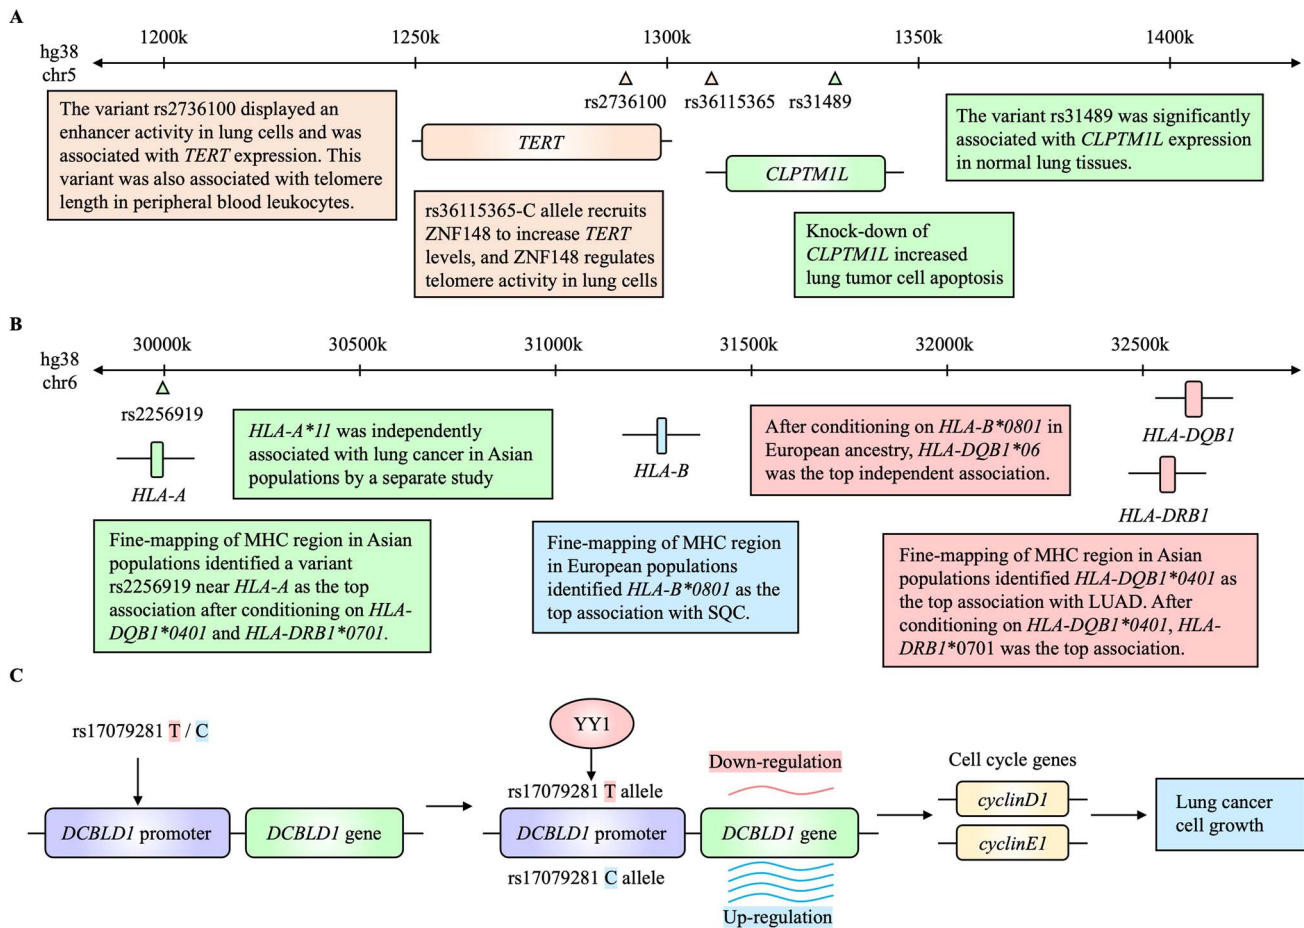 A
hg38
chr5
1200k
1250k
1300k
1350k
1400k
rs2736100
rs36115365
rs31489
The variant rs2736100 displayed an
enhancer activity in lung cells and was
associated with TERT expression. This
variant was also associated with telomere
length in peripheral blood leukocytes.
TERT
CLPTM1L
The variant rs31489 was significantly
associated with CLPTM1L expression
in normal lung tissues.
rs36115365-C allele recruits
ZNF148 to increase TERT
levels, and ZNF148 regulates
telomere activity in lung cells
Knock-down of
CLPTM1L increased
lung tumor cell apoptosis
B
hg38
chr6
30000k
30500k
31000k
31500k
32000k
32500k
rs2256919
HLA-A
HLA-A*11 was independently
associated with lung cancer in Asian
populations by a separate study
HLA-B
After conditioning on HLA-B*0801 in
European ancestry, HLA-DQB1*06
was the top independent association.
HLA-DQB1
HLA-DRB1
Fine-mapping of MHC region in Asian
populations identified a variant
rs2256919 near HLA-A as the top
association after conditioning on HLA-
DQB1*0401 and HLA-DRB1*0701.
Fine-mapping of MHC region
in European populations
identified HLA-B*0801 as the
top association with SQC.
Fine-mapping of MHC region in Asian
populations identified HLA-DQB1*0401 as
the top association with LUAD. After
conditioning on HLA-DQB1*0401, HLA-
DRB1*0701 was the top association.
C
rs17079281 T / C
DCBLD1 promoter
DCBLD1 gene
YY1
rs17079281 T allele
DCBLD1 promoter
rs17079281 C allele
Down-regulation
DCBLD1 gene
Up-regulation
Cell cycle genes
cyclinD1
cyclinE1
Lung cancer
cell growth